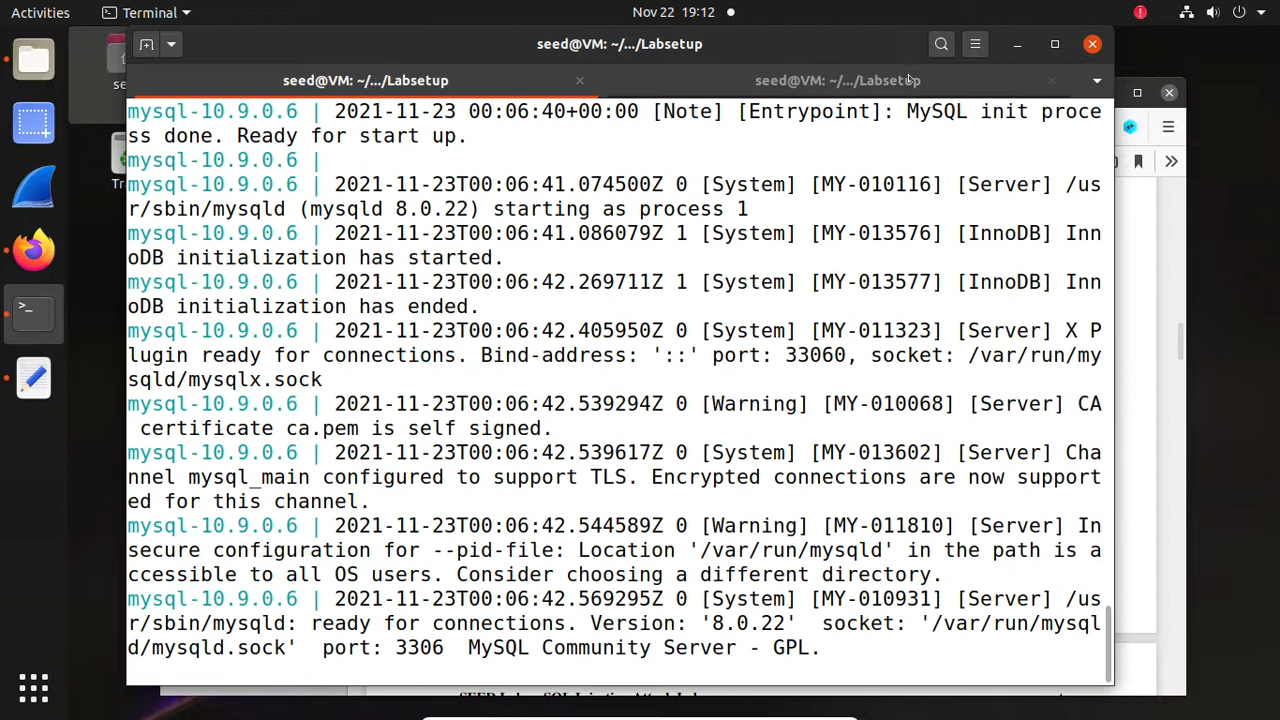 Activities Terminal Nov 22 19:12
seed@VM: ~/.../Labsetup
seed@VM: ~/.../Labsetup seed@VM: ~/.../Labsetup
mysql-10.9.0.6 | 2021-11-23 00:06:40+00:00 [Note] [Entrypoint]: MySQL init proce
ss done. Ready for start up.
mysql-10.9.0.6 |
mysql-10.9.0.6 | 2021-11-23T00:06:41.074500Z 0 [System] [MY-010116] [Server] /us
r/sbin/mysqld (mysqld 8.0.22) starting as process 1
mysql-10.9.0.6 | 2021-11-23T00:06:41.086079Z 1 [System] [MY-013576] [InnoDB] Inn
oDB initialization has started.
mysql-10.9.0.6 | 2021-11-23T00:06:42.269711Z 1 [System] [MY-013577] [InnoDB] Inn
oDB initialization has ended.
mysql-10.9.0.6 | 2021-11-23T00:06:42.405950Z 0 [System] [MY-011323] [Server] X P
lugin ready for connections. Bind-address: '::' port: 33060, socket: /var/run/my
sqld/mysqlx.sock
mysql-10.9.0.6 | 2021-11-23T00:06:42.539294Z 0 [Warning] [MY-010068] [Server] CA
 certificate ca.pem is self signed.
mysql-10.9.0.6 | 2021-11-23T00:06:42.539617Z 0 [System] [MY-013602] [Server] Cha
nnel mysql_main configured to support TLS. Encrypted connections are now support
ed for this channel.
mysql-10.9.0.6 | 2021-11-23T00:06:42.544589Z 0 [Warning] [MY-011810] [Server] In
secure configuration for --pid-file: Location '/var/run/mysqld' in the path is a
ccessible to all OS users. Consider choosing a different directory.
mysql-10.9.0.6 | 2021-11-23T00:06:42.569295Z 0 [System] [MY-010931] [Server] /us
r/sbin/mysqld: ready for connections. Version: '8.0.22'  socket: '/var/run/mysql
d/mysqld.sock'  port: 3306  MySQL Community Server - GPL.